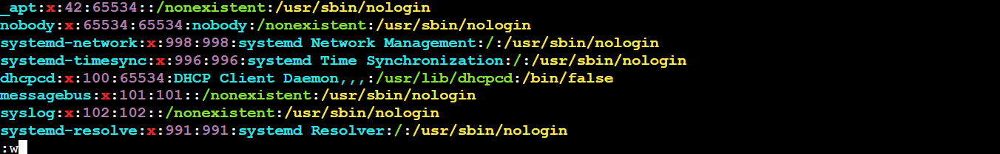 _apt:x:42:65534::/nonexistent:/usr/sbin/nologin
nobody:x:65534:65534:nobody:/nonexistent:/usr/sbin/nologin
systemd-network:x:998:998:systemd Network Management:/:/usr/sbin/nologin
systemd-timesync:x:996:996:systemd Time Synchronization:/:/usr/sbin/nologin
dhcpcd:x:100:65534:DHCP Client Daemon,,,:/usr/lib/dhcpcd:/bin/false
messagebus:x:101:101::/nonexistent:/usr/sbin/nologin
syslog:x:102:102::/nonexistent:/usr/sbin/nologin
systemd-resolve:x:991:991:systemd Resolver:/:/usr/sbin/nologin
:w